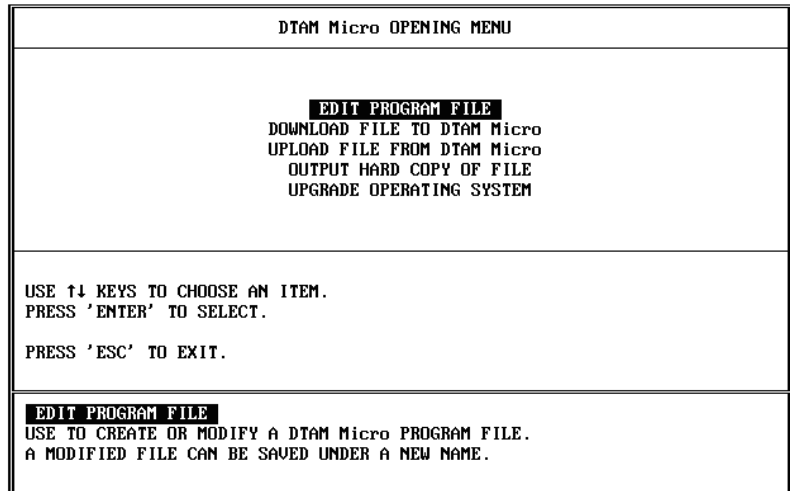 DTAM Micro OPENING MENU
EDIT PROGRAM FILE
DOWNLOAD FILE TO DTAM Micro
UPLOAD FILE FROM DTAM Micro
OUTPUT HARD COPY OF FILE
UPGRADE OPERATING SYSTEM
USE ↑↓ KEYS TO CHOOSE AN ITEM.
PRESS 'ENTER' TO SELECT.
PRESS 'ESC' TO EXIT.
EDIT PROGRAM FILE
USE TO CREATE OR MODIFY A DTAM Micro PROGRAM FILE.
A MODIFIED FILE CAN BE SAVED UNDER A NEW NAME.